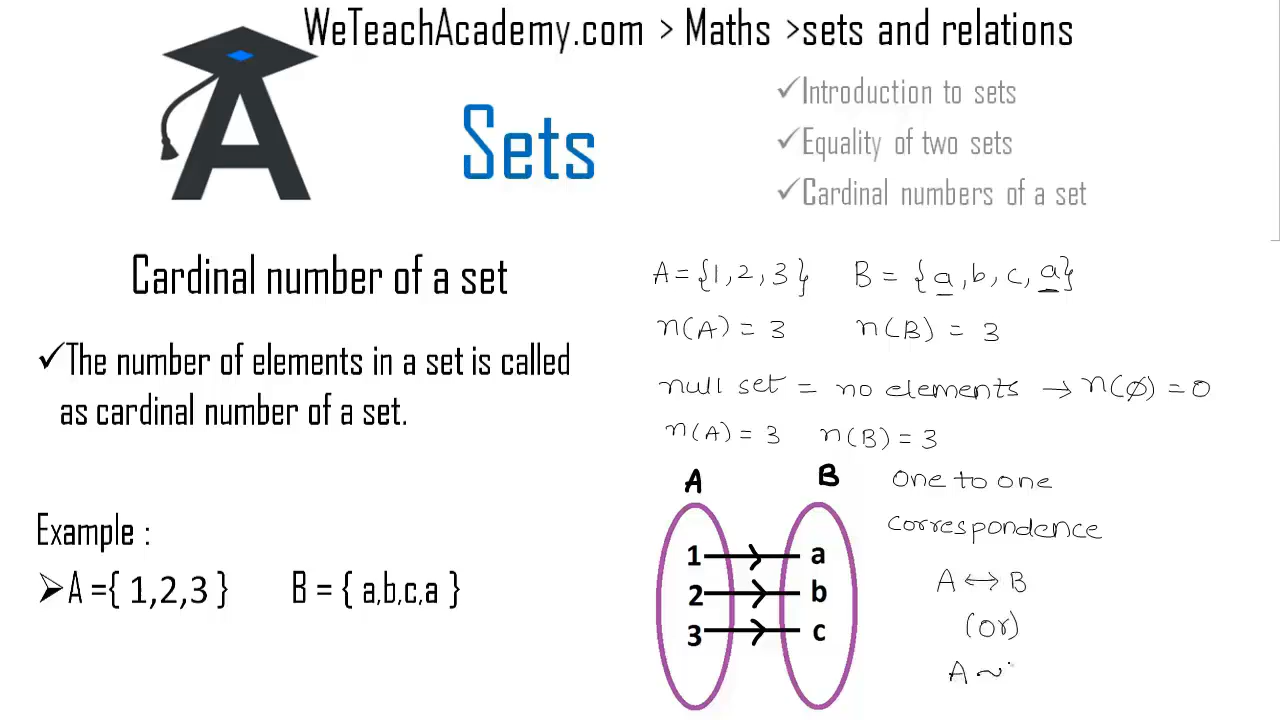 WeTeachAcademy.com > Maths >sets and relations
A
Sets
✓Introduction to sets
✓Equality of two sets
✓Cardinal numbers of a set
Cardinal number of a set
✓The number of elements in a set is called
as cardinal number of a set.
Example :
➢A ={ 1,2,3 } B = { a,b,c,a }
A = {1, 2, 3} B = {a, b, c, a}
n(A) = 3 n(B) = 3
null set = no elements → n(ϕ) = 0
n(A) = 3 n(B) = 3
A B
1 a
2 b
3 c
One to one
correspondence
A ↔ B
(or)
A ~